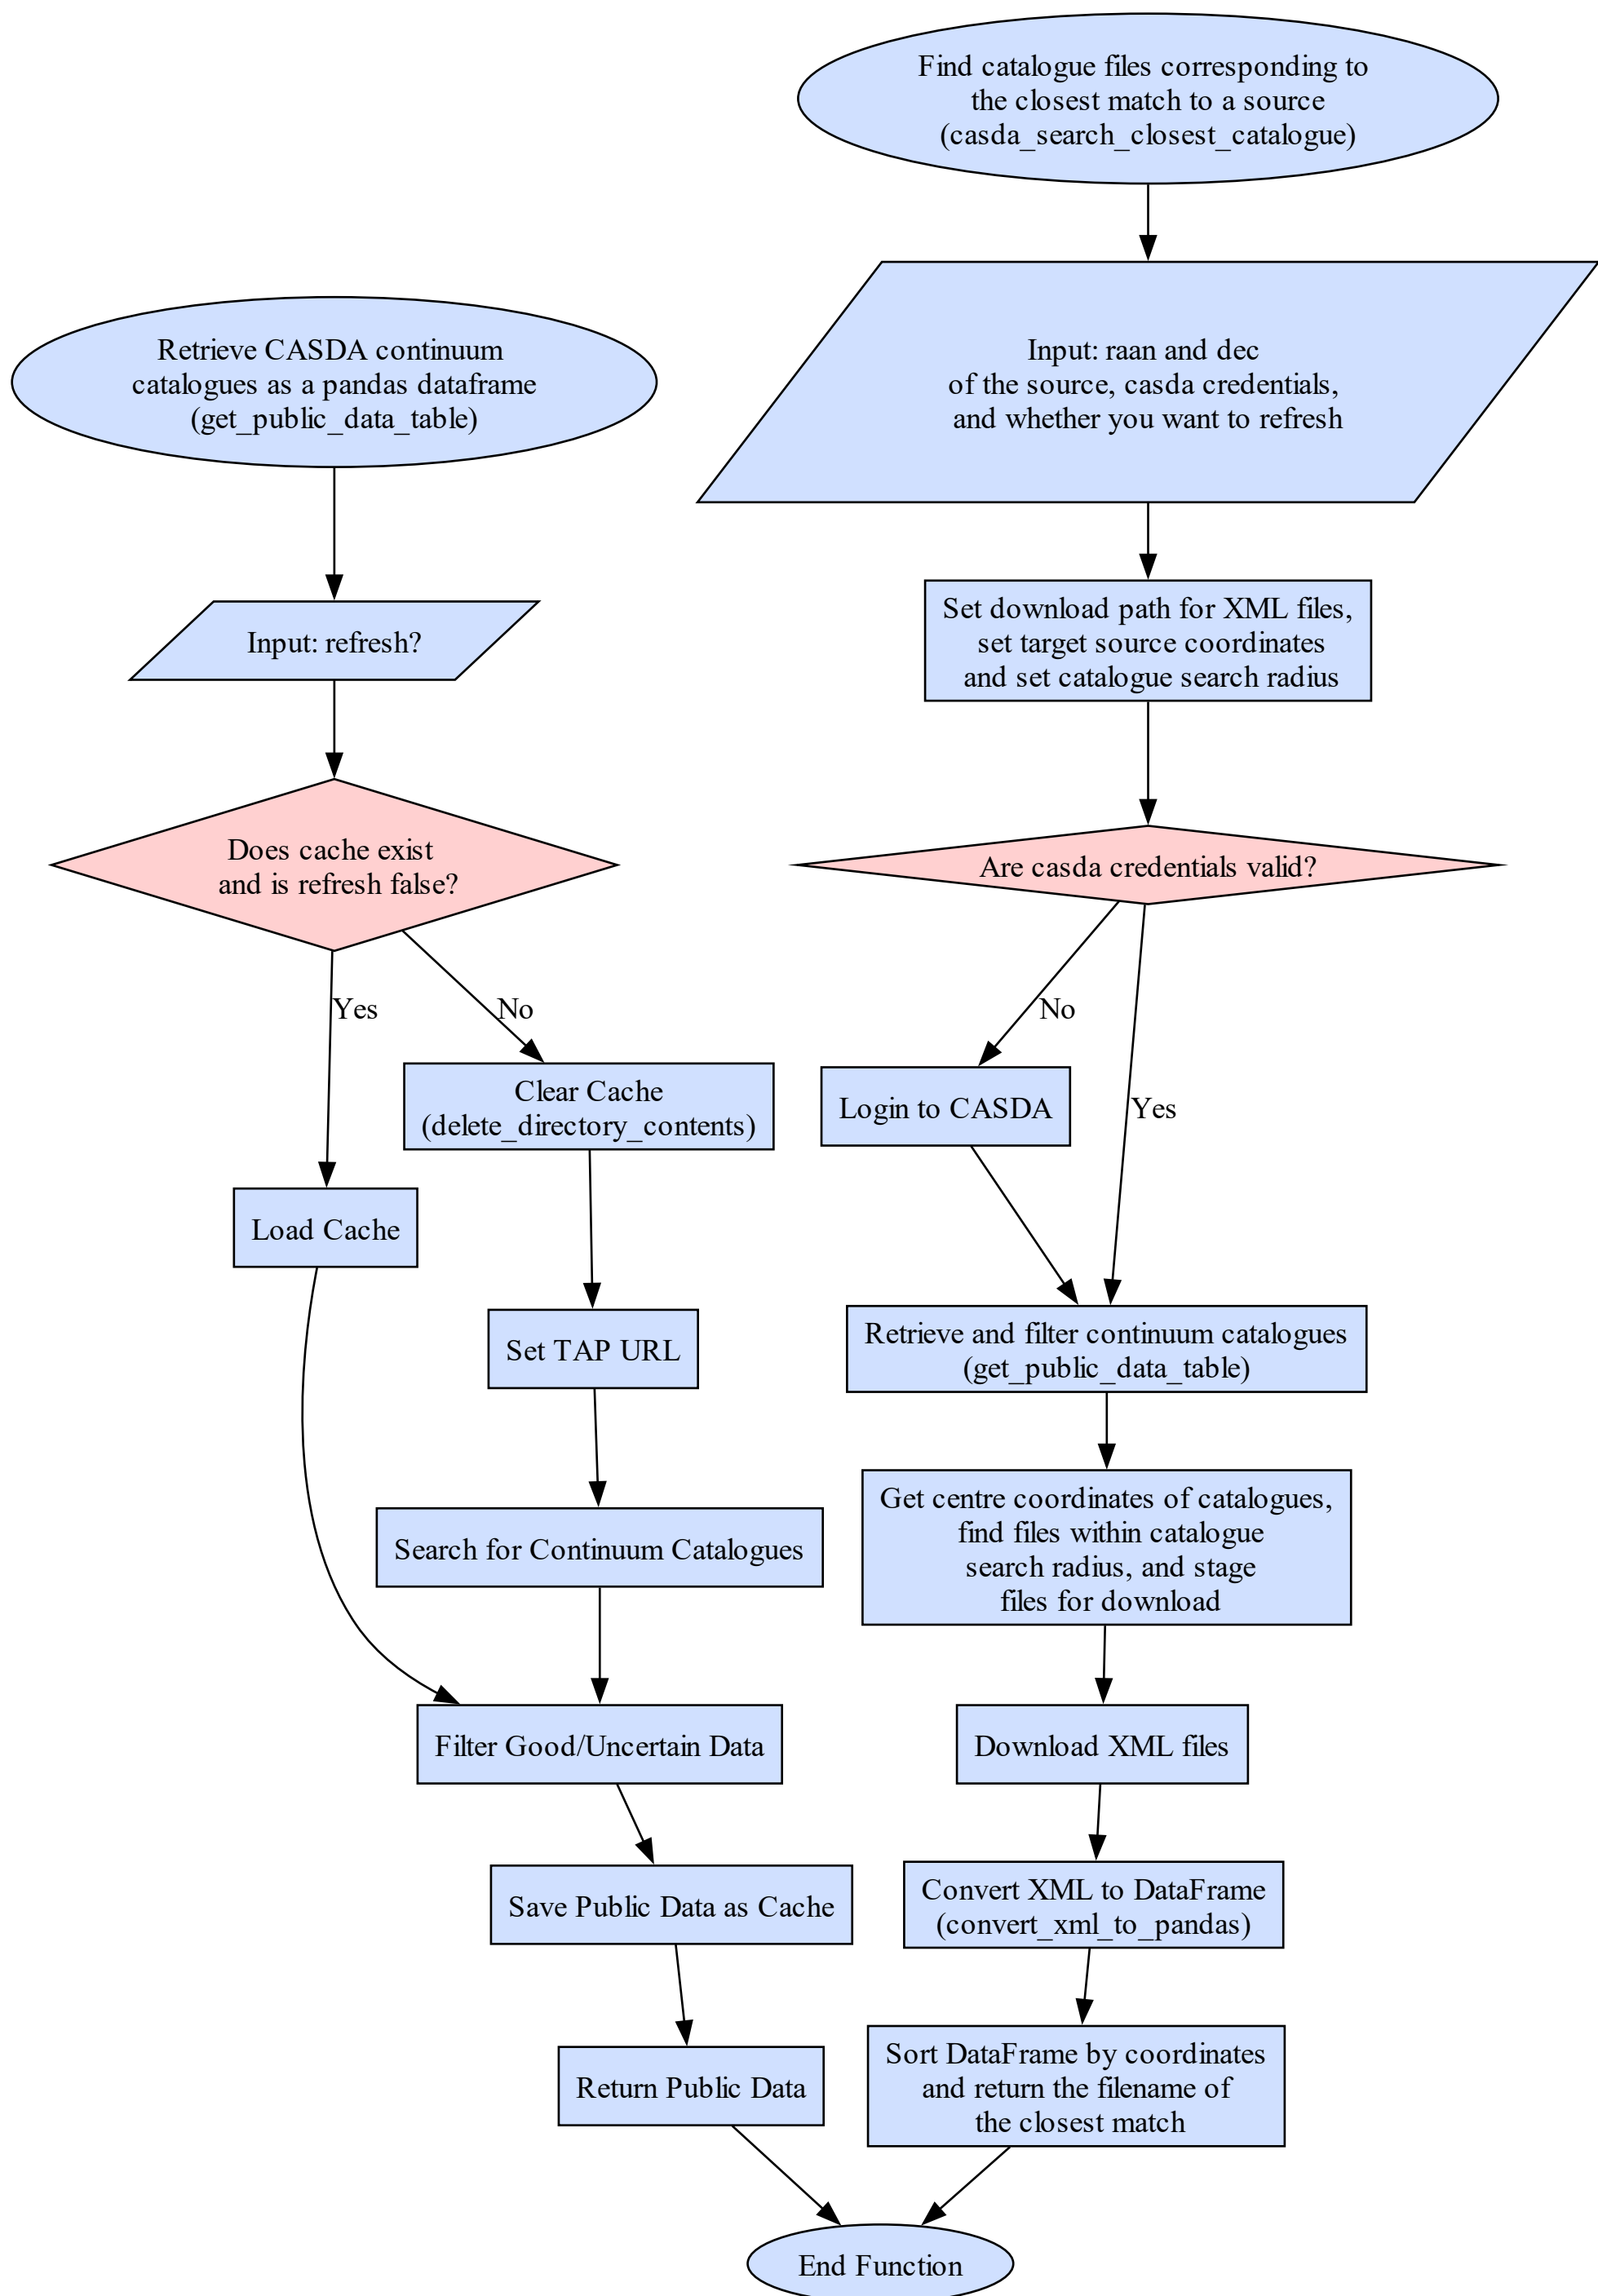 Find catalogue files corresponding to
the closest match to a source
(casda_search_closest_catalogue)
Retrieve CASDA continuum
catalogues as a pandas dataframe
(get_public_data_table)
Input: raan and dec
of the source, casda credentials,
and whether you want to refresh
Input: refresh?
Set download path for XML files,
set target source coordinates
and set catalogue search radius
Does cache exist
and is refresh false?
Are casda credentials valid?
Yes
No
No
Clear Cache
(delete_directory_contents)
Login to CASDA
Yes
Load Cache
Set TAP URL
Retrieve and filter continuum catalogues
(get_public_data_table)
Search for Continuum Catalogues
Get centre coordinates of catalogues,
find files within catalogue
search radius, and stage
files for download
Filter Good/Uncertain Data
Download XML files
Save Public Data as Cache
Convert XML to DataFrame
(convert_xml_to_pandas)
Return Public Data
Sort DataFrame by coordinates
and return the filename of
the closest match
End Function